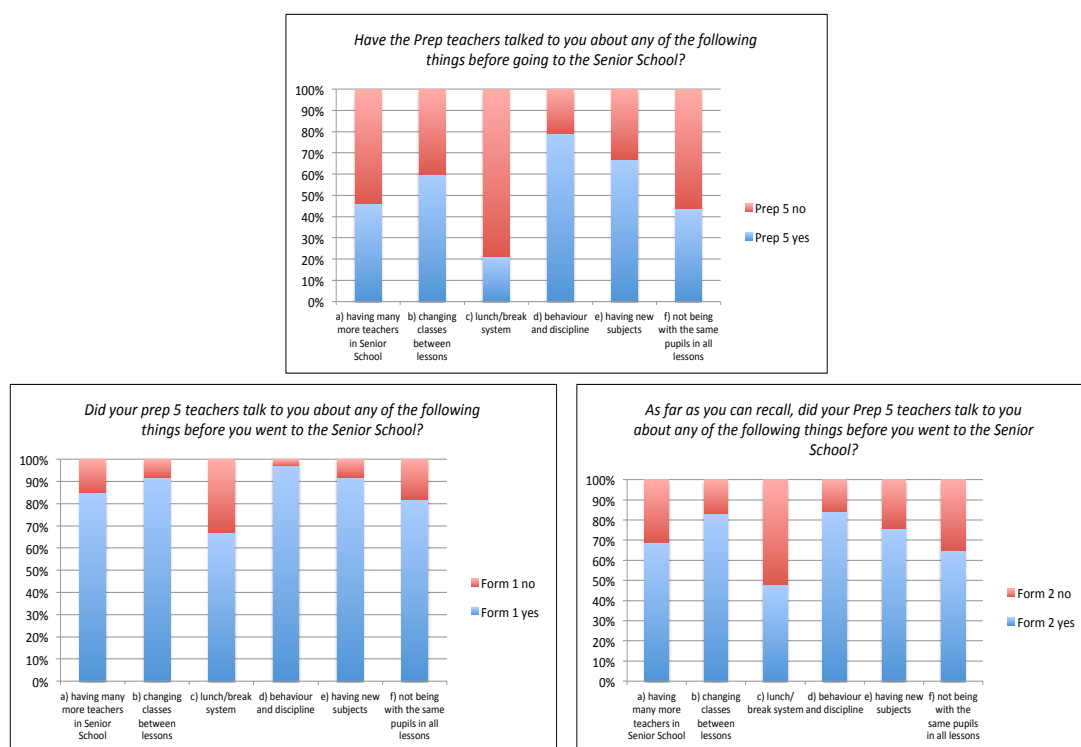 Have the Prep teachers talked to you about any of the following
things before going to the Senior School?
100%
90%
80%
70%
60%
50%
40%
30%
20%
10%
0%
a) having many
more teachers
in Senior
School
b) changing
classes
between
lessons
c) lunch/break
system
d) behaviour
and discipline
e) having new
subjects
f) not being
with the same
pupils in all
lessons
Prep 5 no
Prep 5 yes
Did your prep 5 teachers talk to you about any of the following
things before you went to the Senior School?
100%
90%
80%
70%
60%
50%
40%
30%
20%
10%
0%
a) having many
more teachers
in Senior
School
b) changing
classes
between
lessons
c) lunch/break
system
d) behaviour
and discipline
e) having new
subjects
f) not being
with the same
pupils in all
lessons
Form 1 no
Form 1 yes
As far as you can recall, did your Prep 5 teachers talk to you
about any of the following things before you went to the Senior
School?
100%
90%
80%
70%
60%
50%
40%
30%
20%
10%
0%
a) having
many more
teachers in
Senior School
b) changing
classes
between
lessons
c) lunch/
break system
d) behaviour
and discipline
e) having new
subjects
f) not being
with the
same pupils
in all lessons
Form 2 no
Form 2 yes